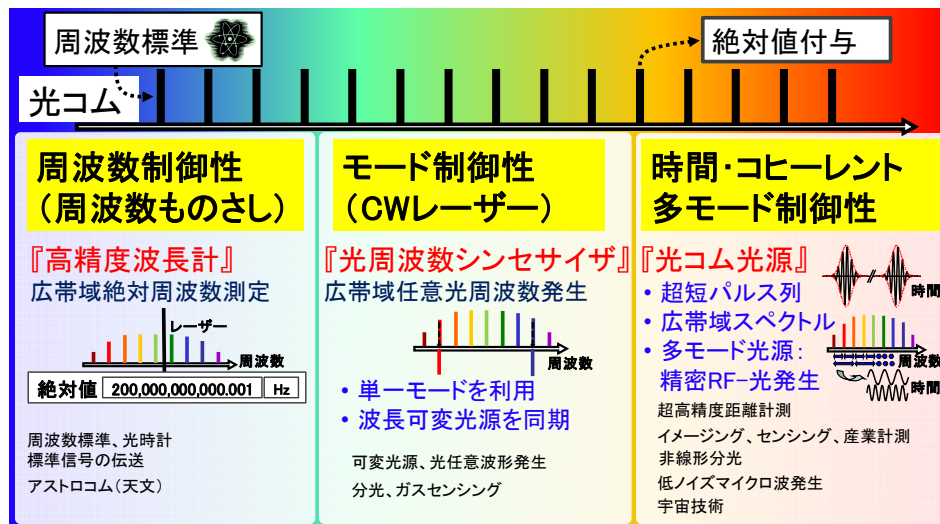 周波数標準
絶対値付与
光コム
周波数制御性
（周波数ものさし）
『高精度波長計』
広帯域絶対周波数測定
レーザー
周波数
絶対値 200,000,000,000.001 Hz
周波数標準、光時計
標準信号の伝送
アストロコム（天文）
モード制御性
（CWレーザー）
『光周波数シンセサイザ』
広帯域任意光周波数発生
周波数
・単一モードを利用
・波長可変光源を同期
可変光源、光任意波形発生
分光、ガスセンシング
時間・コヒーレント
多モード制御性
『光コム光源』
・超短パルス列
時間
・広帯域スペクトル
・多モード光源：
周波数
精密RF-光発生
時間
超高精度距離計測
イメージング、センシング、産業計測
非線形分光
低ノイズマイクロ波発生
宇宙技術